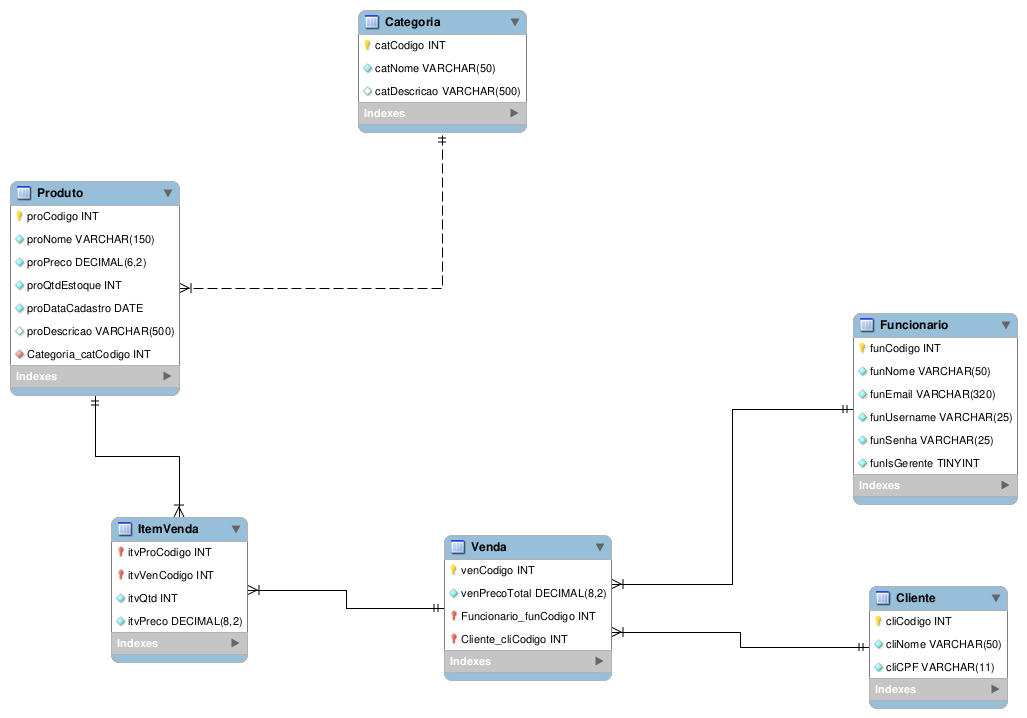 Categoria
catCodigo INT
catNome VARCHAR(50)
catDescricao VARCHAR(500)
Indexes
Produto
proCodigo INT
proNome VARCHAR(150)
proPreco DECIMAL(6,2)
proQtdEstoque INT
proDataCadastro DATE
proDescricao VARCHAR(500)
Categoria_catCodigo INT
Indexes
Funcionario
funCodigo INT
funNome VARCHAR(50)
funEmail VARCHAR(320)
funUsername VARCHAR(25)
funSenha VARCHAR(25)
funIsGerente TINYINT
Indexes
ItemVenda
itvProCodigo INT
itvVenCodigo INT
itvQtd INT
itvPreco DECIMAL(8,2)
Indexes
Venda
venCodigo INT
venPrecoTotal DECIMAL(8,2)
Funcionario_funCodigo INT
Cliente_cliCodigo INT
Indexes
Cliente
cliCodigo INT
cliNome VARCHAR(50)
cliCPF VARCHAR(11)
Indexes